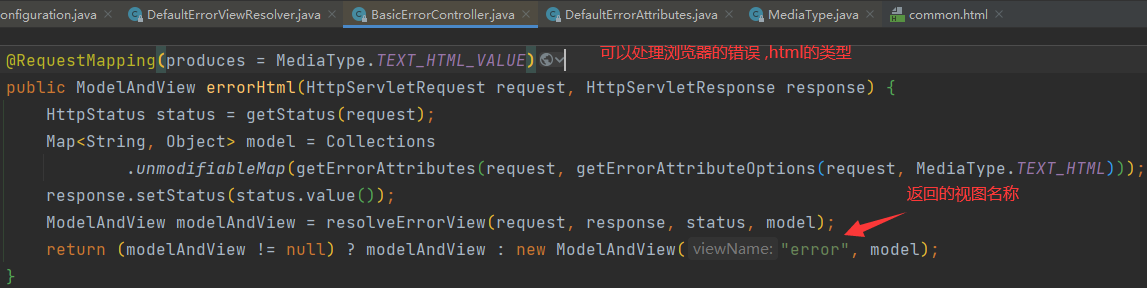 onfiguration.java × DefaultErrorViewResolver.java × BasicErrorController.java × DefaultErrorAttributes.java × MediaType.java × common.html ×
@RequestMapping(produces = MediaType.TEXT_HTML_VALUE) 可以处理浏览器的错误 ,html的类型
public ModelAndView errorHtml(HttpServletRequest request, HttpServletResponse response) {
HttpStatus status = getStatus(request);
Map<String, Object> model = Collections
.unmodifiableMap(getErrorAttributes(request, getErrorAttributeOptions(request, MediaType.TEXT_HTML)));
response.setStatus(status.value());
返回的视图名称
ModelAndView modelAndView = resolveErrorView(request, response, status, model);
return (modelAndView != null) ? modelAndView : new ModelAndView( viewName: "error", model);
}